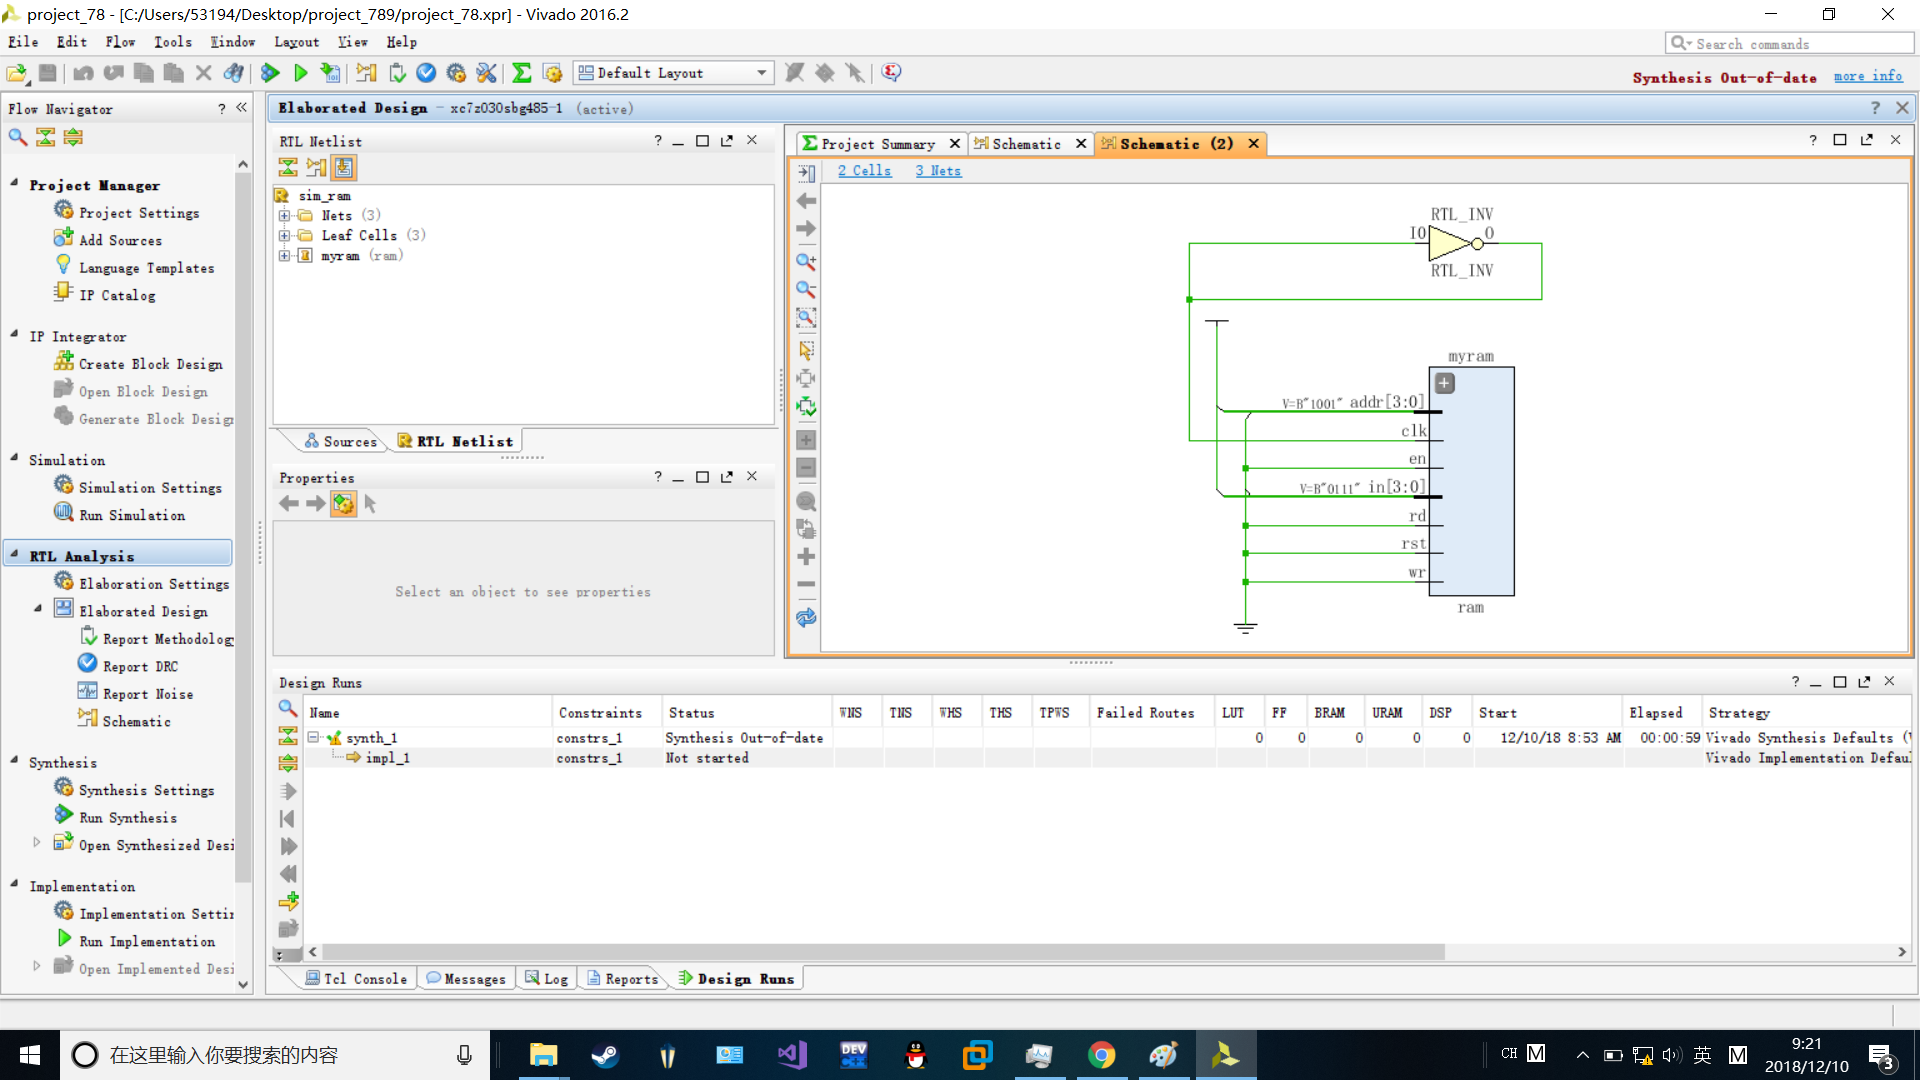 project_78 - [C:/Users/53194/Desktop/project_789/project_78.xpr] - Vivado 2016.2
File Edit Flow Tools Window Layout View Help
Search commands
Default Layout
Synthesis Out-of-date more info
Flow Navigator
Project Manager
Project Settings
Add Sources
Language Templates
IP Catalog
IP Integrator
Create Block Design
Open Block Design
Generate Block Design
Simulation
Simulation Settings
Run Simulation
RTL Analysis
Elaboration Settings
Elaborated Design
Report Methodolog
Report DRC
Report Noise
Schematic
Synthesis
Synthesis Settings
Run Synthesis
Open Synthesized Desi
Implementation
Implementation Settin
Run Implementation
Open Implemented Desi
Elaborated Design - xc7z030sbg485-1 (active)
RTL Netlist
sim_ram
Nets (3)
Leaf Cells (3)
myram (ram)
Sources RTL Netlist
Properties
Select an object to see properties
Project Summary Schematic Schematic (2)
2 Cells 3 Nets
RTL_INV
I0 O
RTL_INV
myram
V=B"1001" addr[3:0]
clk
en
V=B"0111" in[3:0]
rd
rst
wr
ram
Design Runs
Name Constraints Status WNS TNS WHS THS TPWS Failed Routes LUT FF BRAM URAM DSP Start Elapsed Strategy
synth_1 constrs_1 Synthesis Out-of-date 0 0 0 0 0 12/10/18 8:53 AM 00:00:59 Vivado Synthesis Defaults (
impl_1 constrs_1 Not started Vivado Implementation Defaul
Tcl Console Messages Log Reports Design Runs
在这里输入你要搜索的内容
DEV
CH M
英 M
9:21
2018/12/10
3